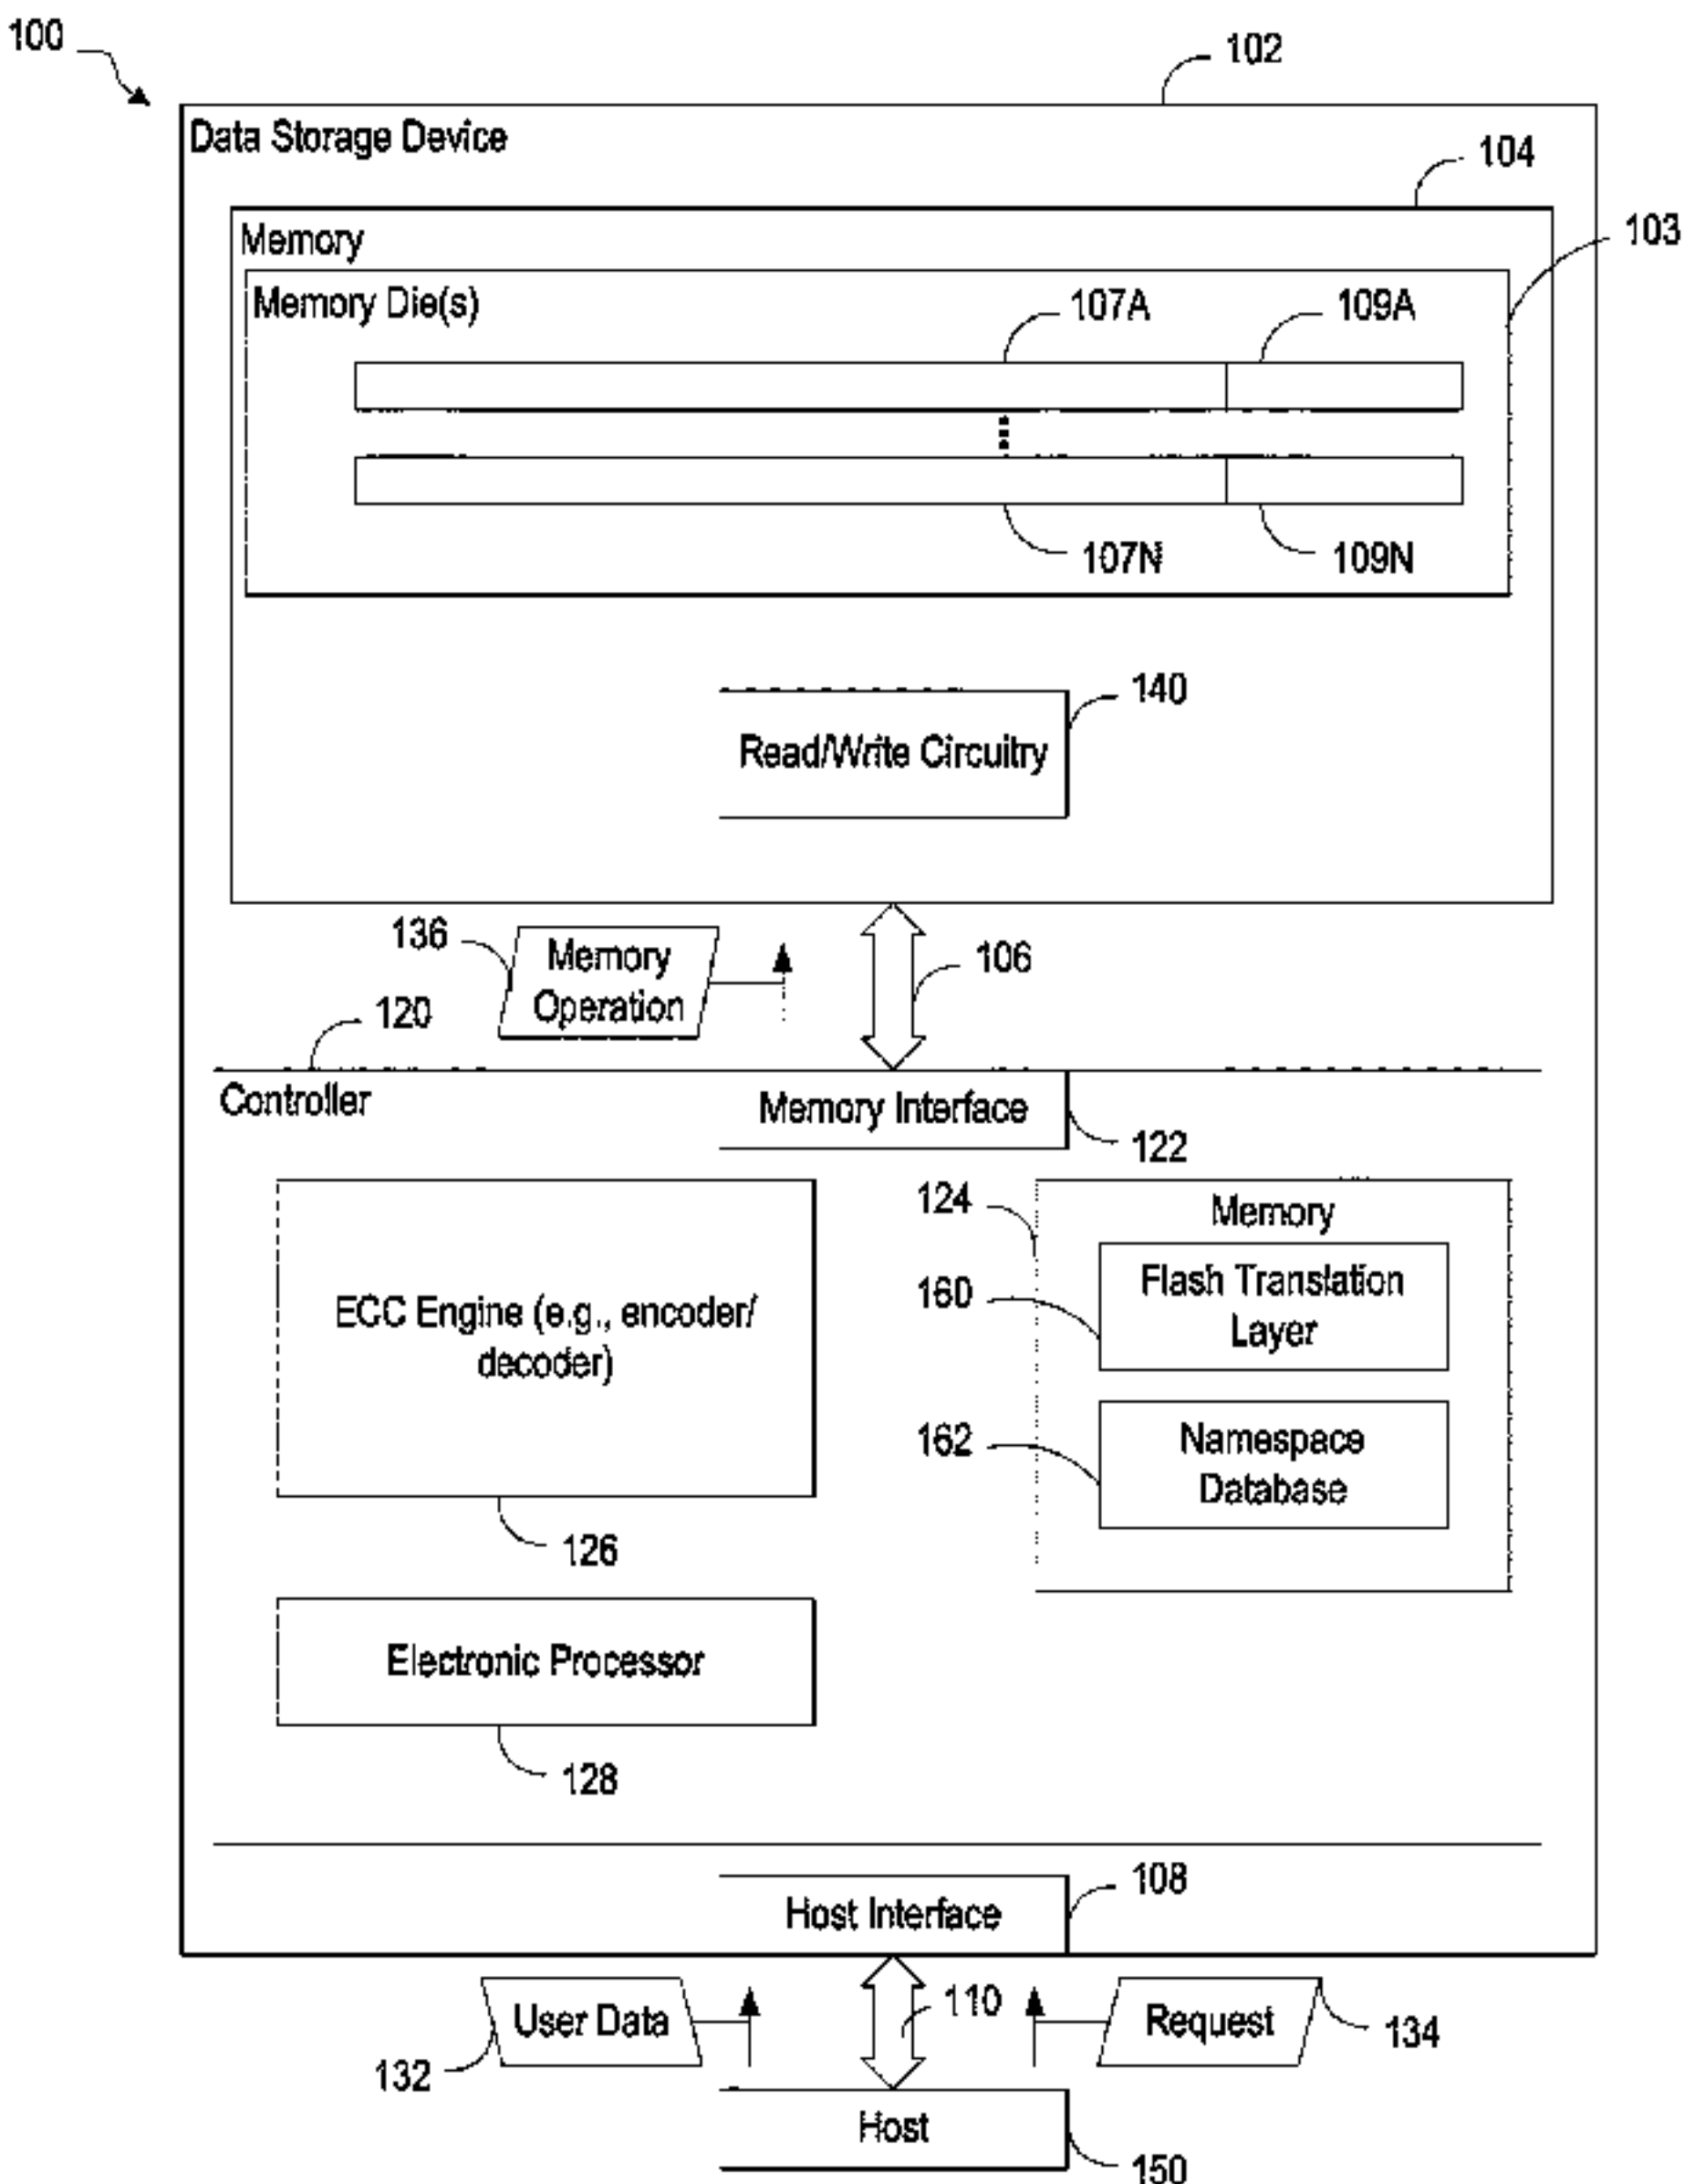 100
102
Data Storage Device
104
Memory
103
Memory Die(s)
107A
109A
107N
109N
140
Read/Write Circuitry
136
Memory
Operation
106
120
Controller
Memory Interface
122
124
Memory
ECC Engine (e.g., encoder/
decoder)
160
Flash Translation
Layer
162
Namespace
Database
126
Electronic Processor
128
108
Host Interface
User Data
110
Request
134
132
Host
150